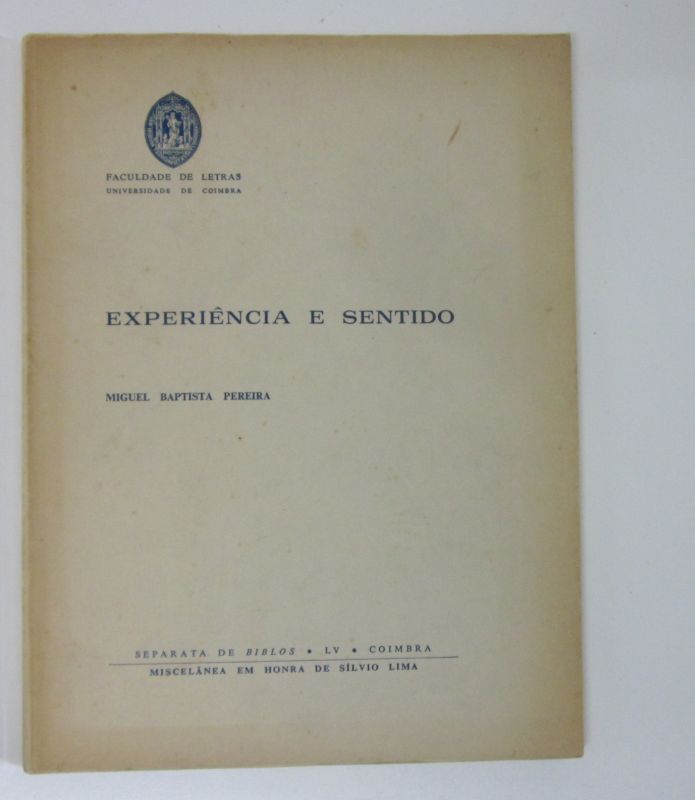 FACULDADE DE LETRAS
UNIVERSIDADE DE COIMBRA
EXPERIÊNCIA E SENTIDO
MIGUEL BAPTISTA PEREIRA
SEPARATA DE BIBLOS * LV * COIMBRA
MISCELÂNEA EM HONRA DE SÍLVIO LIMA